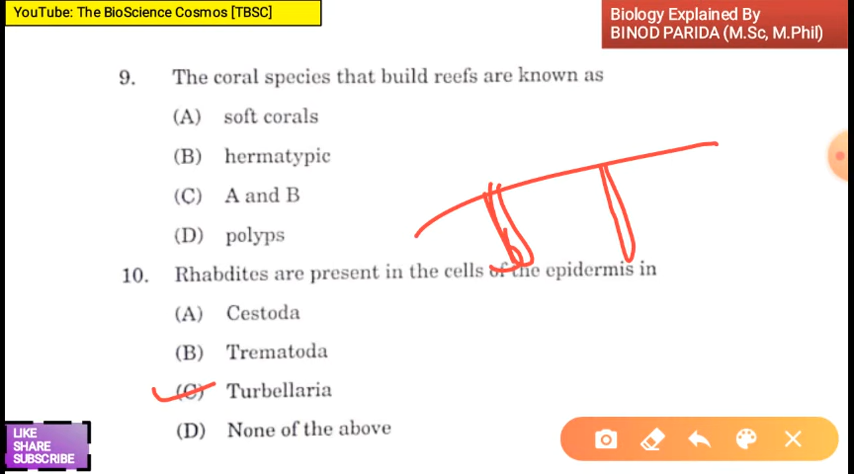 YouTube: The BioScience Cosmos [TBSC]
Biology Explained By
BINOD PARIDA (M.Sc, M.Phil)
9. The coral species that build reefs are known as
(A) soft corals
(B) hermatypic
(C) A and B
(D) polyps
10. Rhabdites are present in the cells of the epidermis in
(A) Cestoda
(B) Trematoda
(C) Turbellaria
(D) None of the above
LIKE
SHARE
SUBSCRIBE